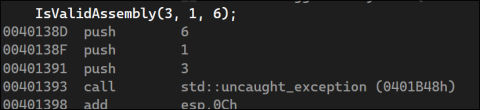 IsValidAssembly(3, 1, 6);
0040138D push 6
0040138F push 1
00401391 push 3
00401393 call std::uncaught_exception (0401B48h)
00401398 add esp,0Ch